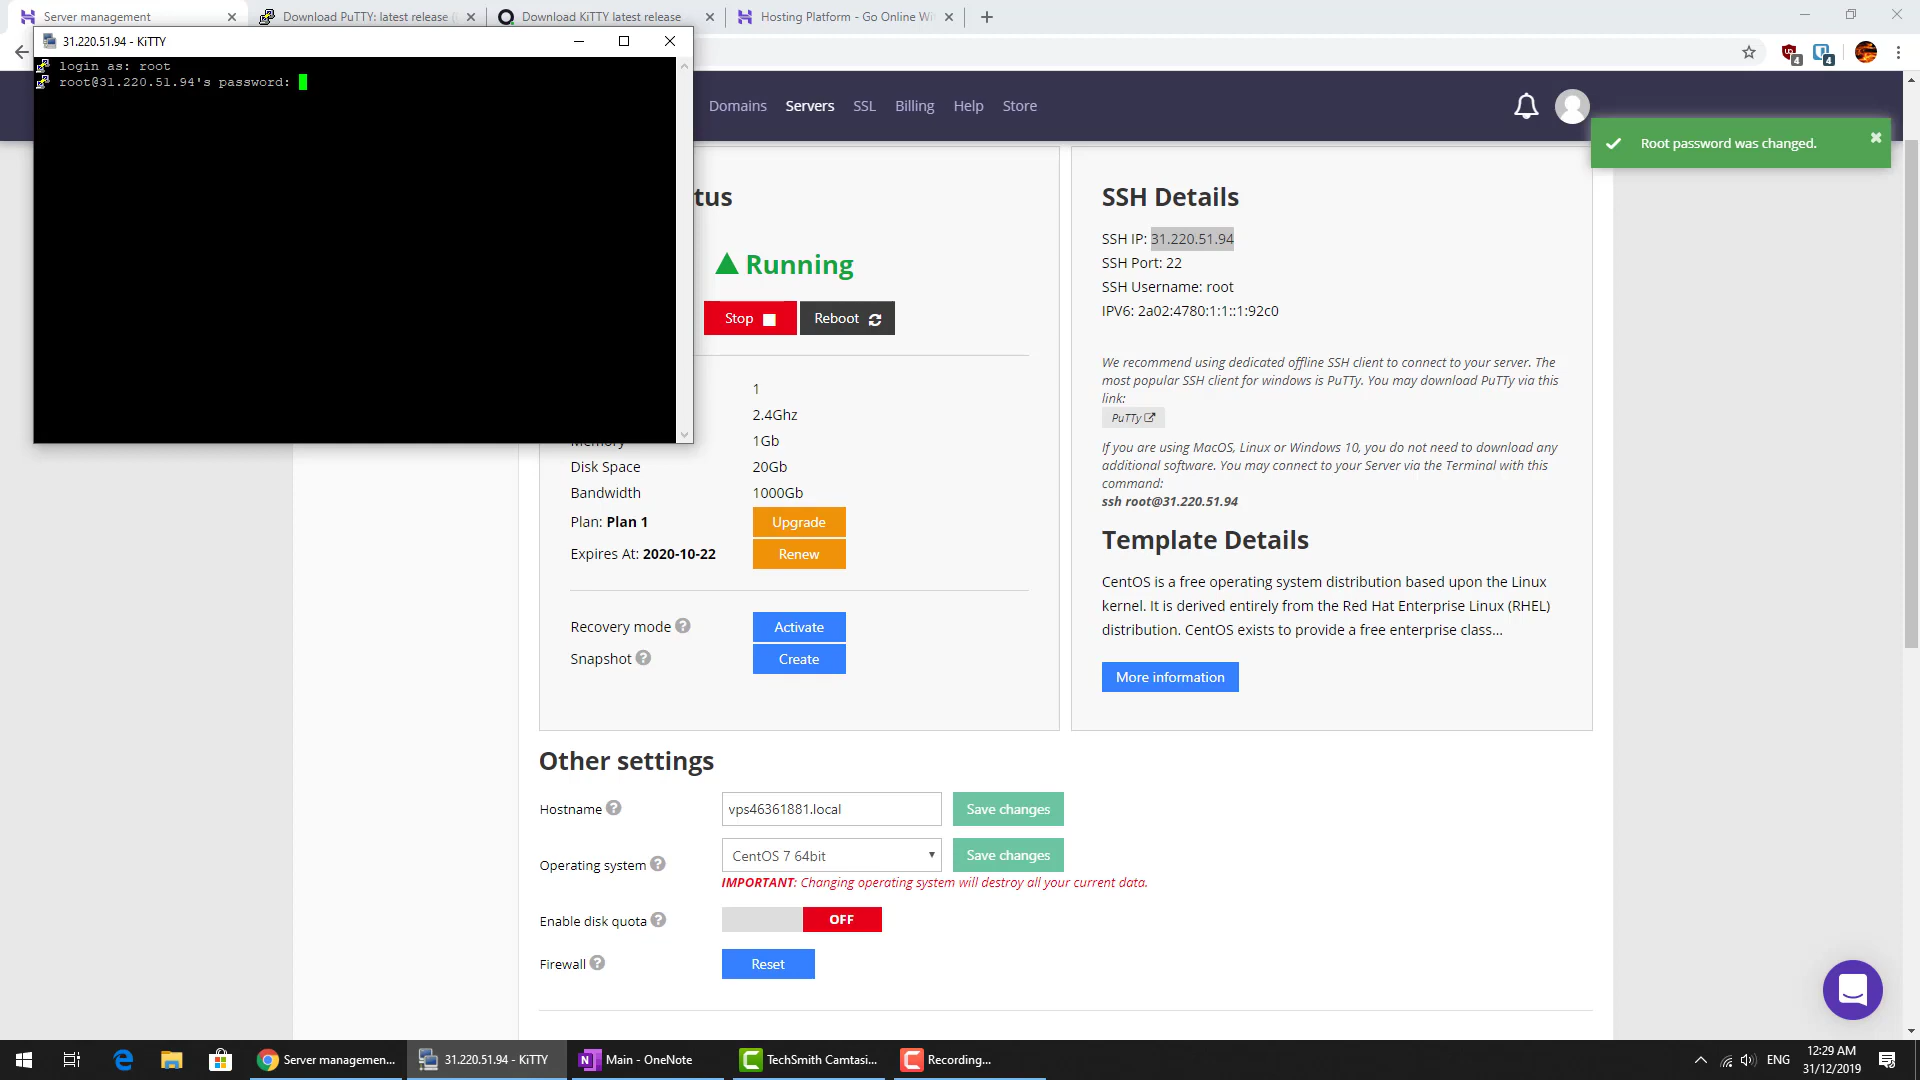 Server management
Download PuTTY: latest release (
Download KiTTY latest release
Hosting Platform - Go Online Wi
31.220.51.94 - KiTTY
login as: root
root@31.220.51.94's password:
Domains
Servers
SSL
Billing
Help
Store
Root password was changed.
tus
Running
Stop
Reboot
1
2.4Ghz
Memory
1Gb
Disk Space
20Gb
Bandwidth
1000Gb
Plan: Plan 1
Upgrade
Expires At: 2020-10-22
Renew
Recovery mode ?
Activate
Snapshot ?
Create
SSH Details
SSH IP: 31.220.51.94
SSH Port: 22
SSH Username: root
IPV6: 2a02:4780:1:1::1:92c0
We recommend using dedicated offline SSH client to connect to your server. The
most popular SSH client for windows is PuTTy. You may download PuTTy via this
link:
PuTTy
If you are using MacOS, Linux or Windows 10, you do not need to download any
additional software. You may connect to your Server via the Terminal with this
command:
ssh root@31.220.51.94
Template Details
CentOS is a free operating system distribution based upon the Linux
kernel. It is derived entirely from the Red Hat Enterprise Linux (RHEL)
distribution. CentOS exists to provide a free enterprise class...
More information
Other settings
Hostname ?
vps46361881.local
Save changes
Operating system ?
CentOS 7 64bit
Save changes
IMPORTANT: Changing operating system will destroy all your current data.
Enable disk quota ?
OFF
Firewall ?
Reset
4
4
Server managemen...
31.220.51.94 - KiTTY
Main - OneNote
TechSmith Camtasi...
Recording...
ENG
12:29 AM
31/12/2019